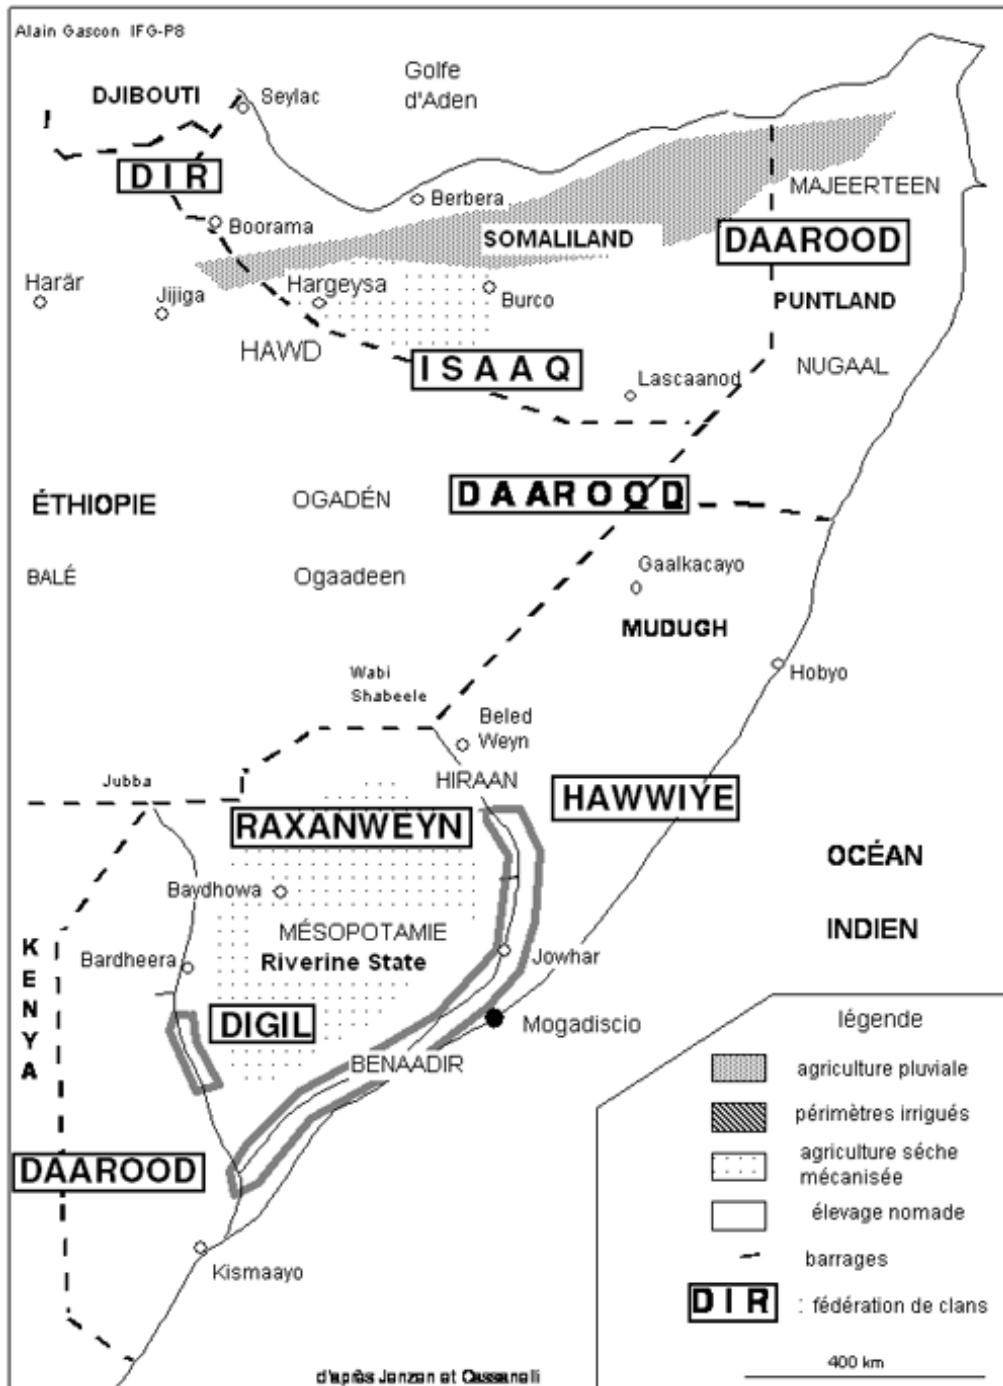 Alain Gascon IFG-P8
Golfe
d'Aden
DJIBOUTI
Seylac
DIR
MAJEERTEEN
Berbera
Boorama
SOMALILAND
DAAROOD
Harär
Jijiga
Hargeysa
Burco
PUNTLAND
HAWD
ISAAQ
NUGAAL
Lascaanod
ÉTHIOPIE
OGADÉN
DAAROOD
BALÉ
Ogaadeen
Gaalkacayo
MUDUGH
Hobyo
Wabi
Shabeele
Beled
Weyn
HIRAAN
Jubba
HAWWIYE
RAXANWEYN
OCÉAN
INDIEN
Baydhowa
MÉSOPOTAMIE
Riverine State
Bardheera
Jowhar
KENYA
DIGIL
Mogadiscio
BENAADIR
DAAROOD
Kismaayo
légende
agriculture pluviale
périmètres irrigués
agriculture séche
mécanisée
élevage nomade
barrages
DIR : fédération de clans
400 km
d'après Janzen et Cassanelli